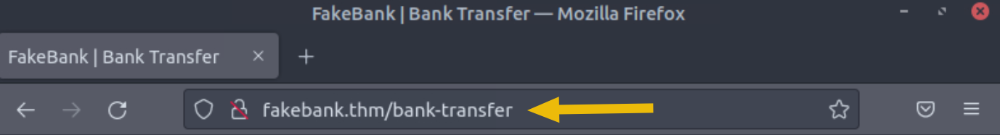 FakeBank | Bank Transfer — Mozilla Firefox
FakeBank | Bank Transfer
fakebank.thm/bank-transfer